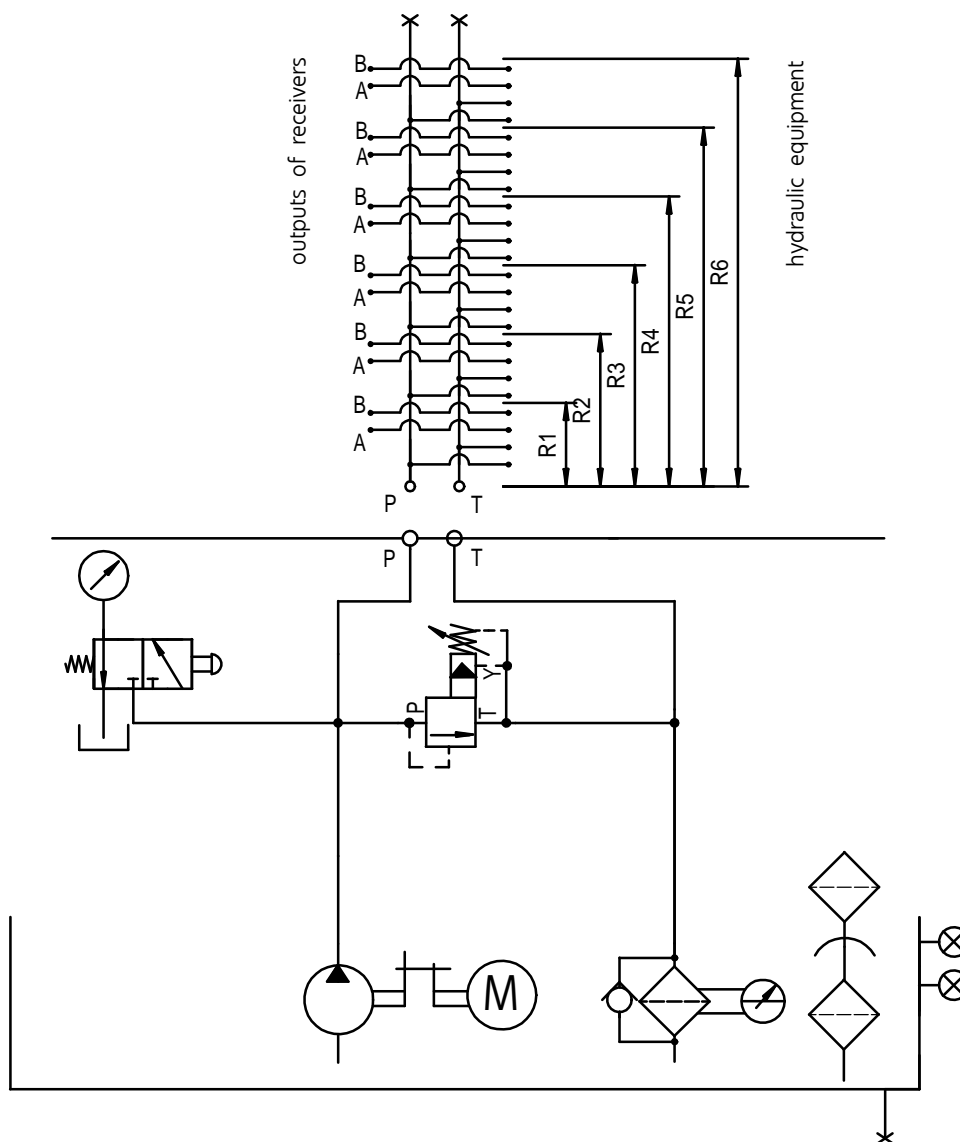 outputs of receivers
hydraulic equipment
B
A
B
A
B
A
B
A
B
A
B
A
R6
R5
R4
R3
R2
R1
P T
P T
P
T
Y
M